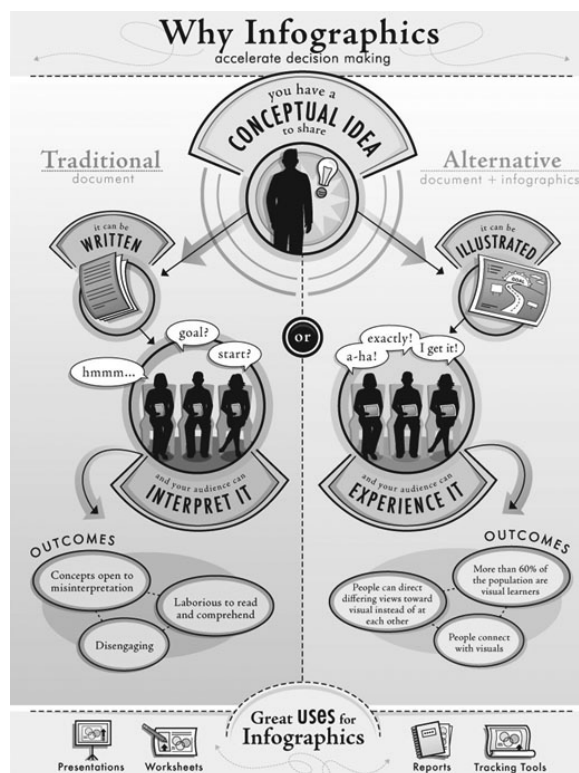 Why Infographics
accelerate decision making
you have a
CONCEPTUAL IDEA
to share
Traditional
document
Alternative
document + infographics
it can be
WRITTEN
it can be
ILLUSTRATED
or
hmmm...
goal?
start?
a-ha!
exactly!
I get it!
and your audience can
INTERPRET IT
and your audience can
EXPERIENCE IT
OUTCOMES
Concepts open to
misinterpretation
Laborious to read
and comprehend
Disengaging
OUTCOMES
More than 60% of
the population are
visual learners
People can direct
differing views toward
visual instead of at
each other
People connect
with visuals
Great uses for
Infographics
Presentations
Worksheets
Reports
Tracking Tools